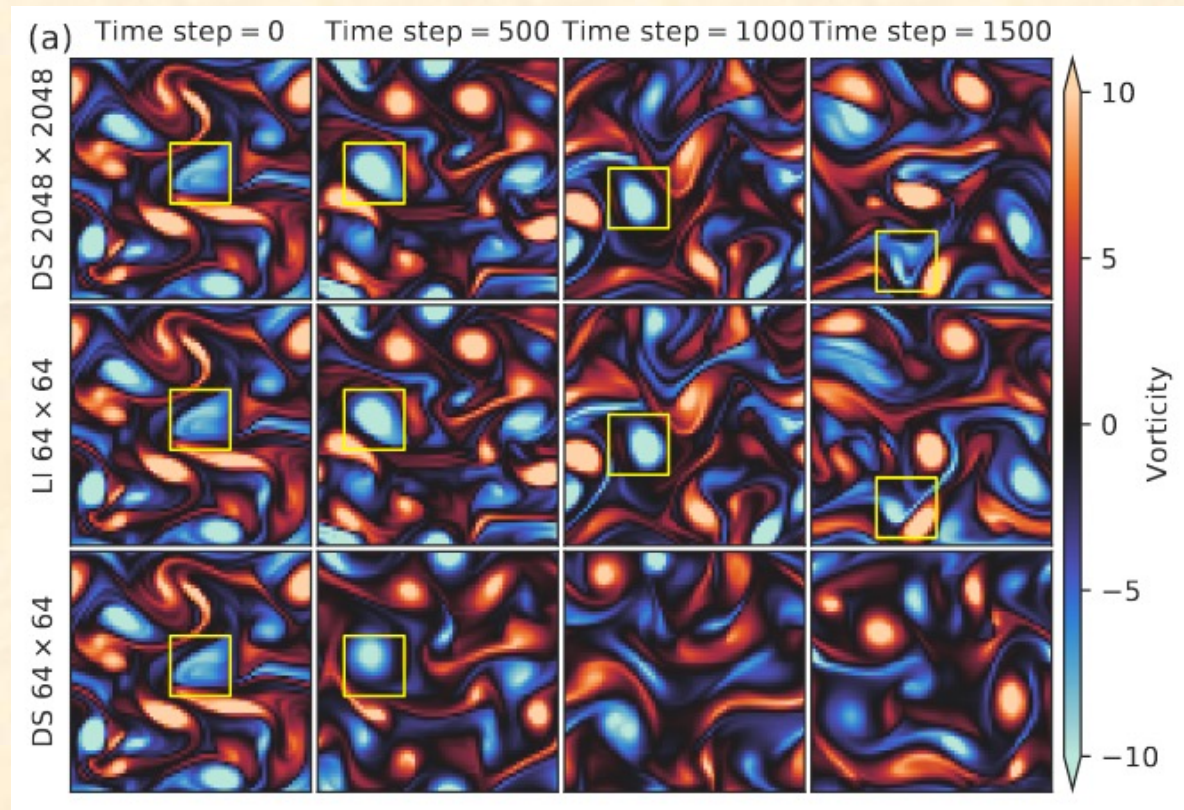 (a) Time step = 0 Time step = 500 Time step = 1000 Time step = 1500
DS 2048 × 2048
LI 64 × 64
DS 64 × 64
10
5
0
−5
−10
Vorticity